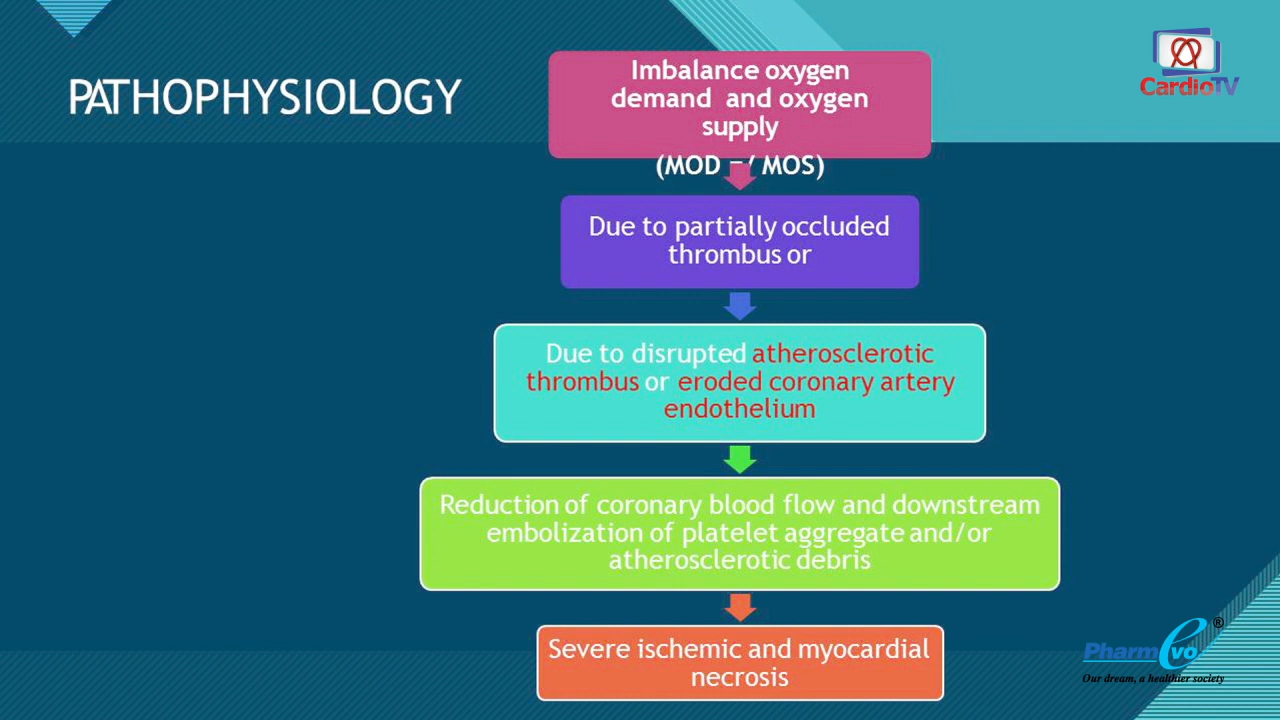 PATHOPHYSIOLOGY
Imbalance oxygen
demand and oxygen
supply
(MOD =/ MOS)
Due to partially occluded
thrombus or
Due to disrupted atherosclerotic
thrombus or eroded coronary artery
endothelium
Reduction of coronary blood flow and downstream
embolization of platelet aggregate and/or
atherosclerotic debris
Severe ischemic and myocardial
necrosis
CardioTV
PharmEvo®
Our dream, a healthier society